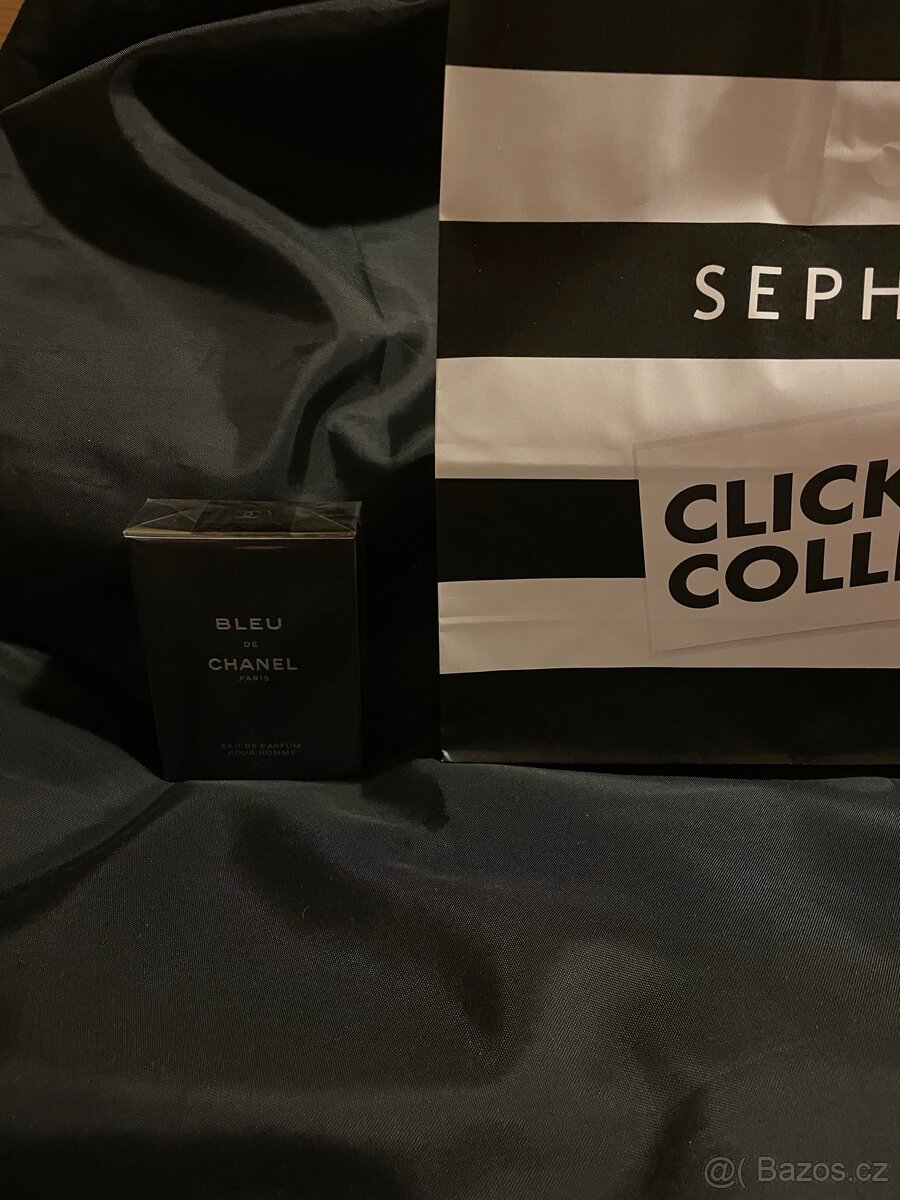 SEPH
CLICK
COLL
BLEU
DE
CHANEL
PARIS
EAU DE PARFUM
POUR HOMME
@( Bazos.cz